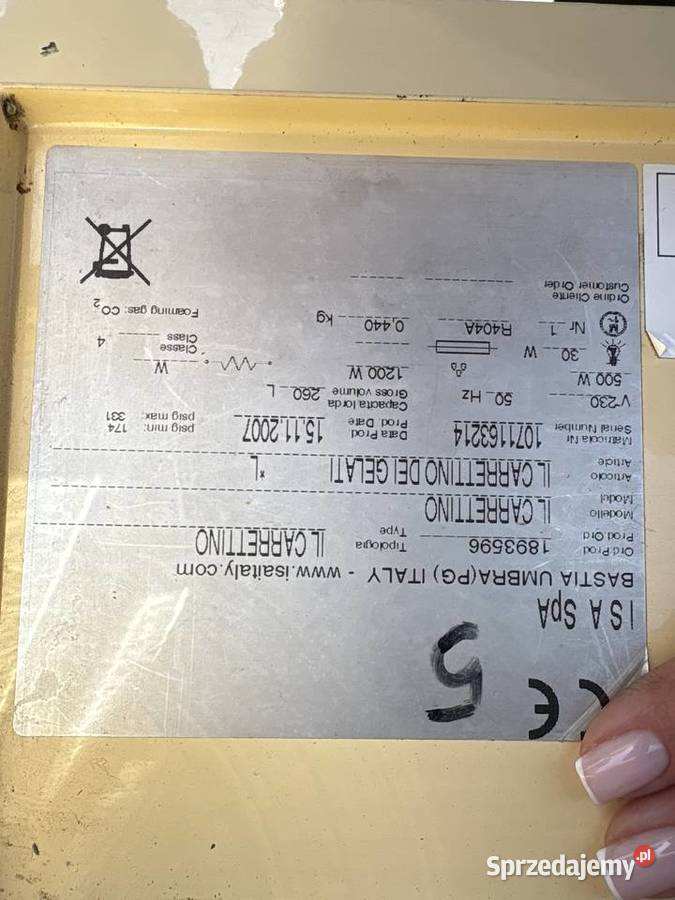 CE 5
I S A SpA
BASTIA UMBRA(PG) ITALY - www.isaitaly.com
Ord Prod
Prod Ord 1893596 Tipologia
Type IL CARRETTINO
Modello
Model IL CARRETTINO
Articolo
Article IL CARRETTINO DEI GELATI *L
Matricola Nr
Serial Number 1071163214 Data Prod
Prod Date 15.11.2007 psig min: 174
psig max: 331
V 230 50 Hz Capacita lorda
Gross volume 260 L
500 W 1200 W W
30 W Classe
Class 4
Nr 1 R404A 0,440 kg Foaming gas: CO2
Ordine Cliente
Customer Order
Sprzedajemy.pl